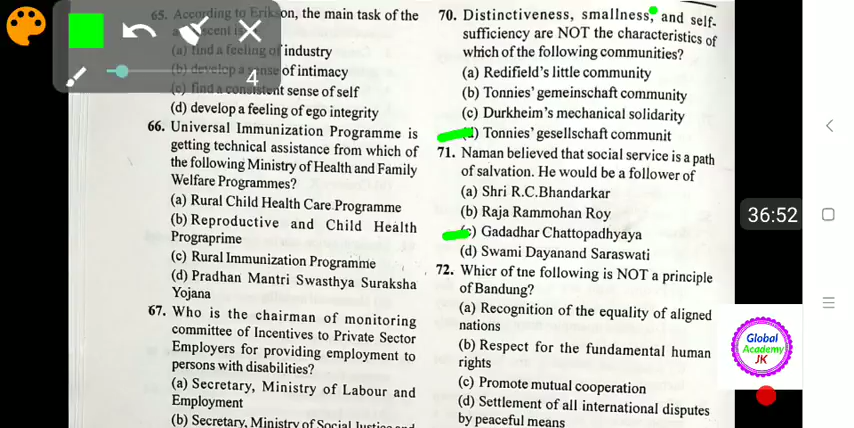 65. According to Erikson, the main task of the
adolescent is
(a) find a feeling of industry
(b) develop a sense of intimacy
(c) find a consistent sense of self
(d) develop a feeling of ego integrity
66. Universal Immunization Programme is
getting technical assistance from which of
the following Ministry of Health and Family
Welfare Programmes?
(a) Rural Child Health Care Programme
(b) Reproductive and Child Health
Prograprime
(c) Rural Immunization Programme
(d) Pradhan Mantri Swasthya Suraksha
Yojana
67. Who is the chairman of monitoring
committee of Incentives to Private Sector
Employers for providing employment to
persons with disabilities?
(a) Secretary, Ministry of Labour and
Employment
(b) Secretary, Ministry of Social Justice and
70. Distinctiveness, smallness, and self-
sufficiency are NOT the characteristics of
which of the following communities?
(a) Redifield's little community
(b) Tonnies' gemeinschaft community
(c) Durkheim's mechanical solidarity
(d) Tonnies' gesellschaft communit
71. Naman believed that social service is a path
of salvation. He would be a follower of
(a) Shri R.C.Bhandarkar
(b) Raja Rammohan Roy
(c) Gadadhar Chattopadhyaya
(d) Swami Dayanand Saraswati
72. Whicr of tne following is NOT a principle
of Bandung?
(a) Recognition of the equality of aligned
nations
(b) Respect for the fundamental human
rights
(c) Promote mutual cooperation
(d) Settlement of all international disputes
by peaceful means
4
36:52
Global
Academy
JK